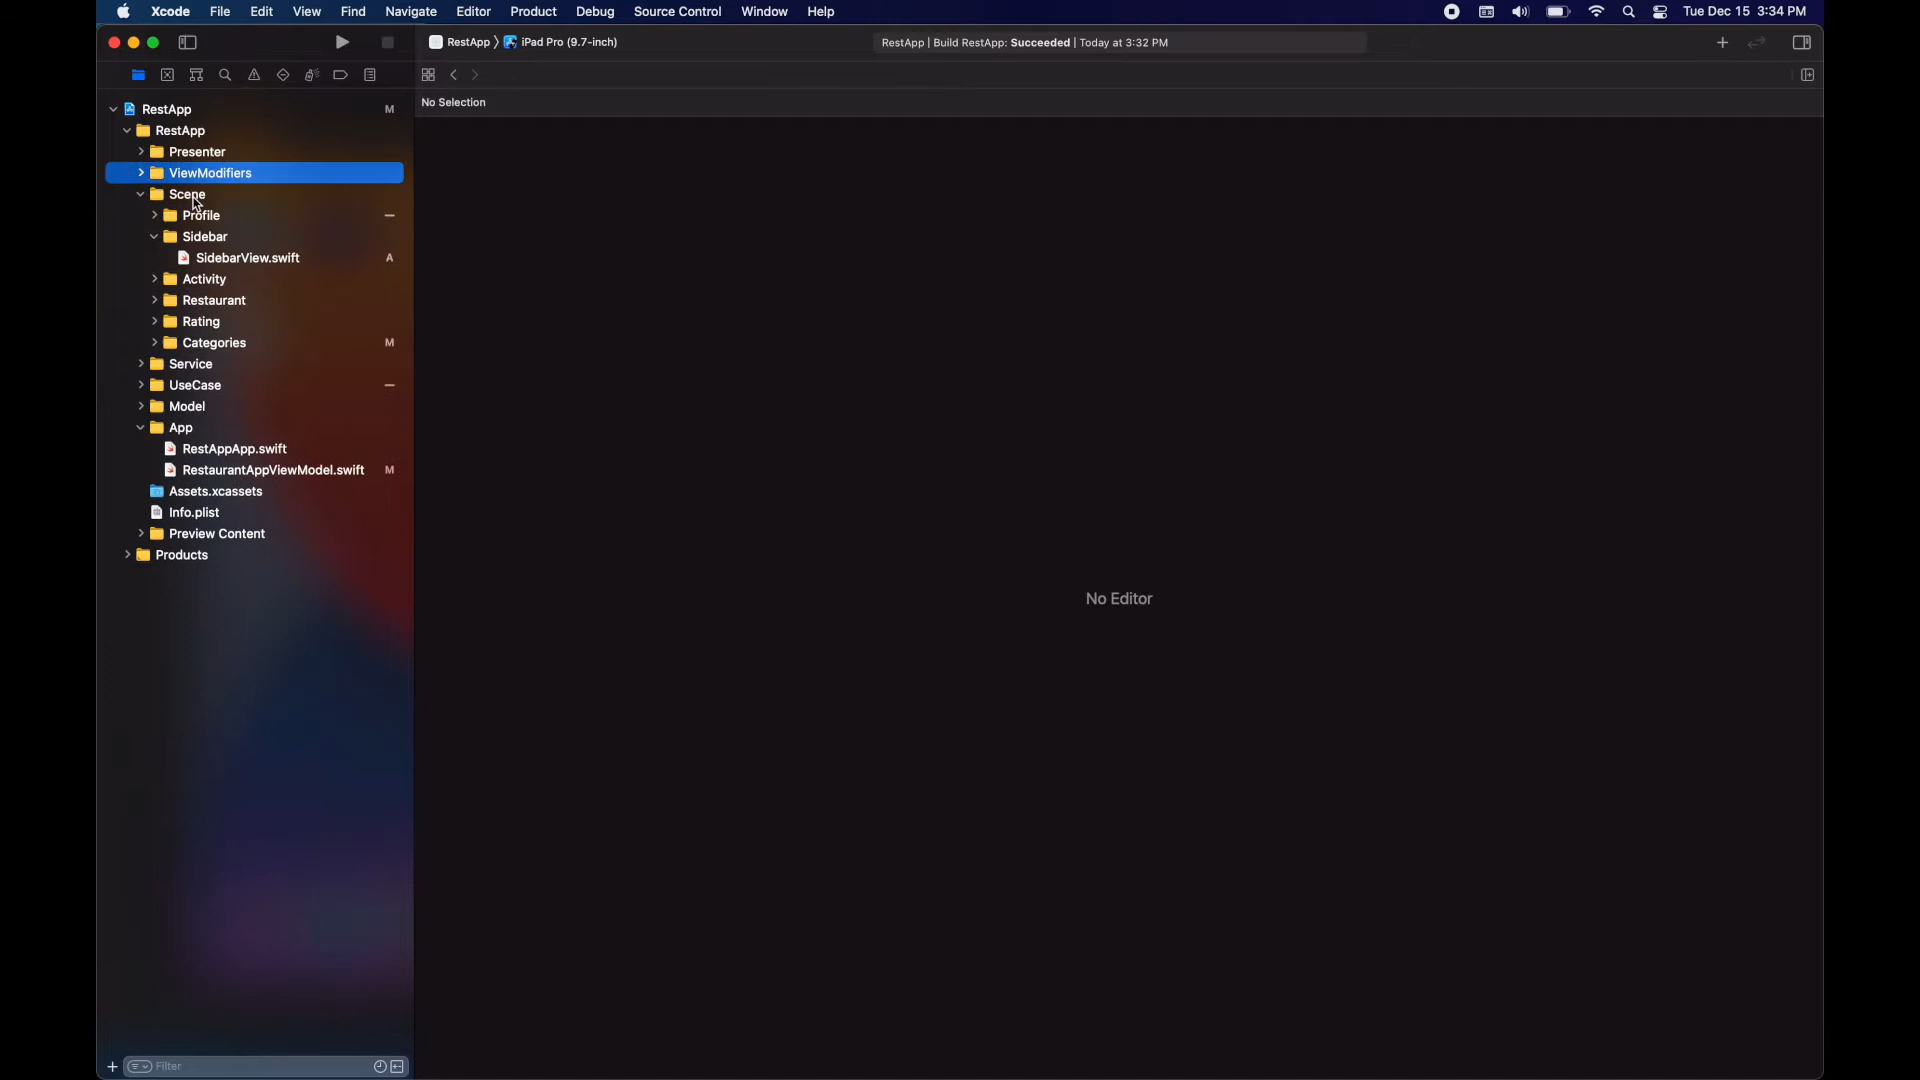 Xcode File Edit View Find Navigate Editor Product Debug Source Control Window Help Tue Dec 15 3:34 PM
RestApp iPad Pro (9.7-inch) RestApp | Build RestApp: Succeeded | Today at 3:32 PM
No Selection
RestApp M
RestApp
Presenter
ViewModifiers
Scene
Profile
Sidebar
SidebarView.swift A
Activity
Restaurant
Rating
Categories M
Service
UseCase
Model
App
RestAppApp.swift
RestaurantAppViewModel.swift M
Assets.xcassets
Info.plist
Preview Content
Products
No Editor
Filter